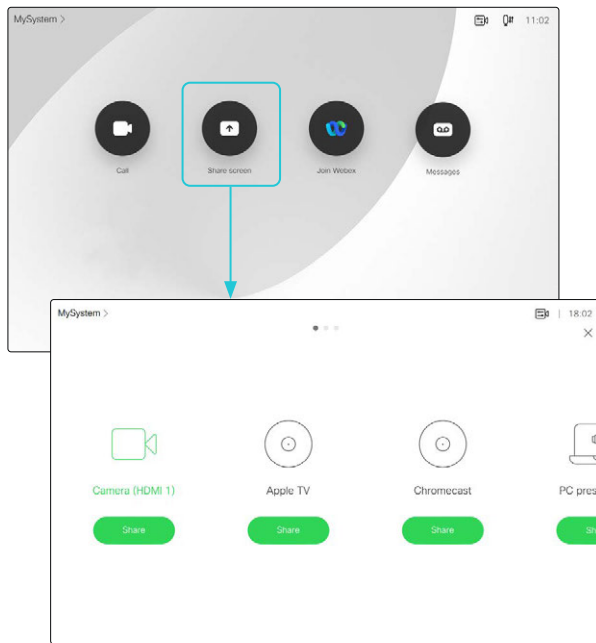 MySystem >
11:02
Call
Share screen
Join Webex
Messages
MySystem >
18:02
Camera (HDMI 1)
Apple TV
Chromecast
PC pres
Share
Share
Share
Sh